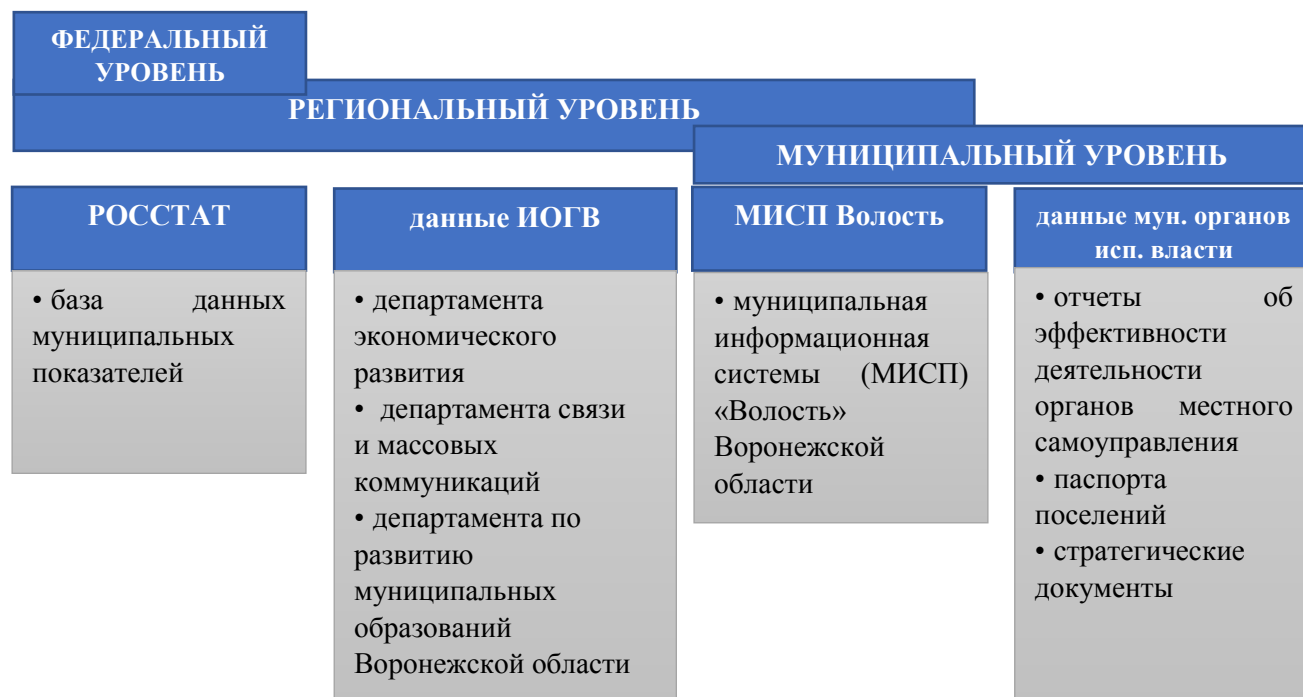 ФЕДЕРАЛЬНЫЙ
УРОВЕНЬ
РЕГИОНАЛЬНЫЙ УРОВЕНЬ
МУНИЦИПАЛЬНЫЙ УРОВЕНЬ
РОССТАТ
• база данных
муниципальных
показателей
данные ИОГВ
• департамента
экономического
развития
• департамента связи
и массовых
коммуникаций
• департамента по
развитию
муниципальных
образований
Воронежской области
МИСП Волость
• муниципальная
информационная
системы (МИСП)
«Волость»
Воронежской
области
данные мун. органов
исп. власти
• отчеты об
эффективности
деятельности
органов местного
самоуправления
• паспорта
поселений
• стратегические
документы